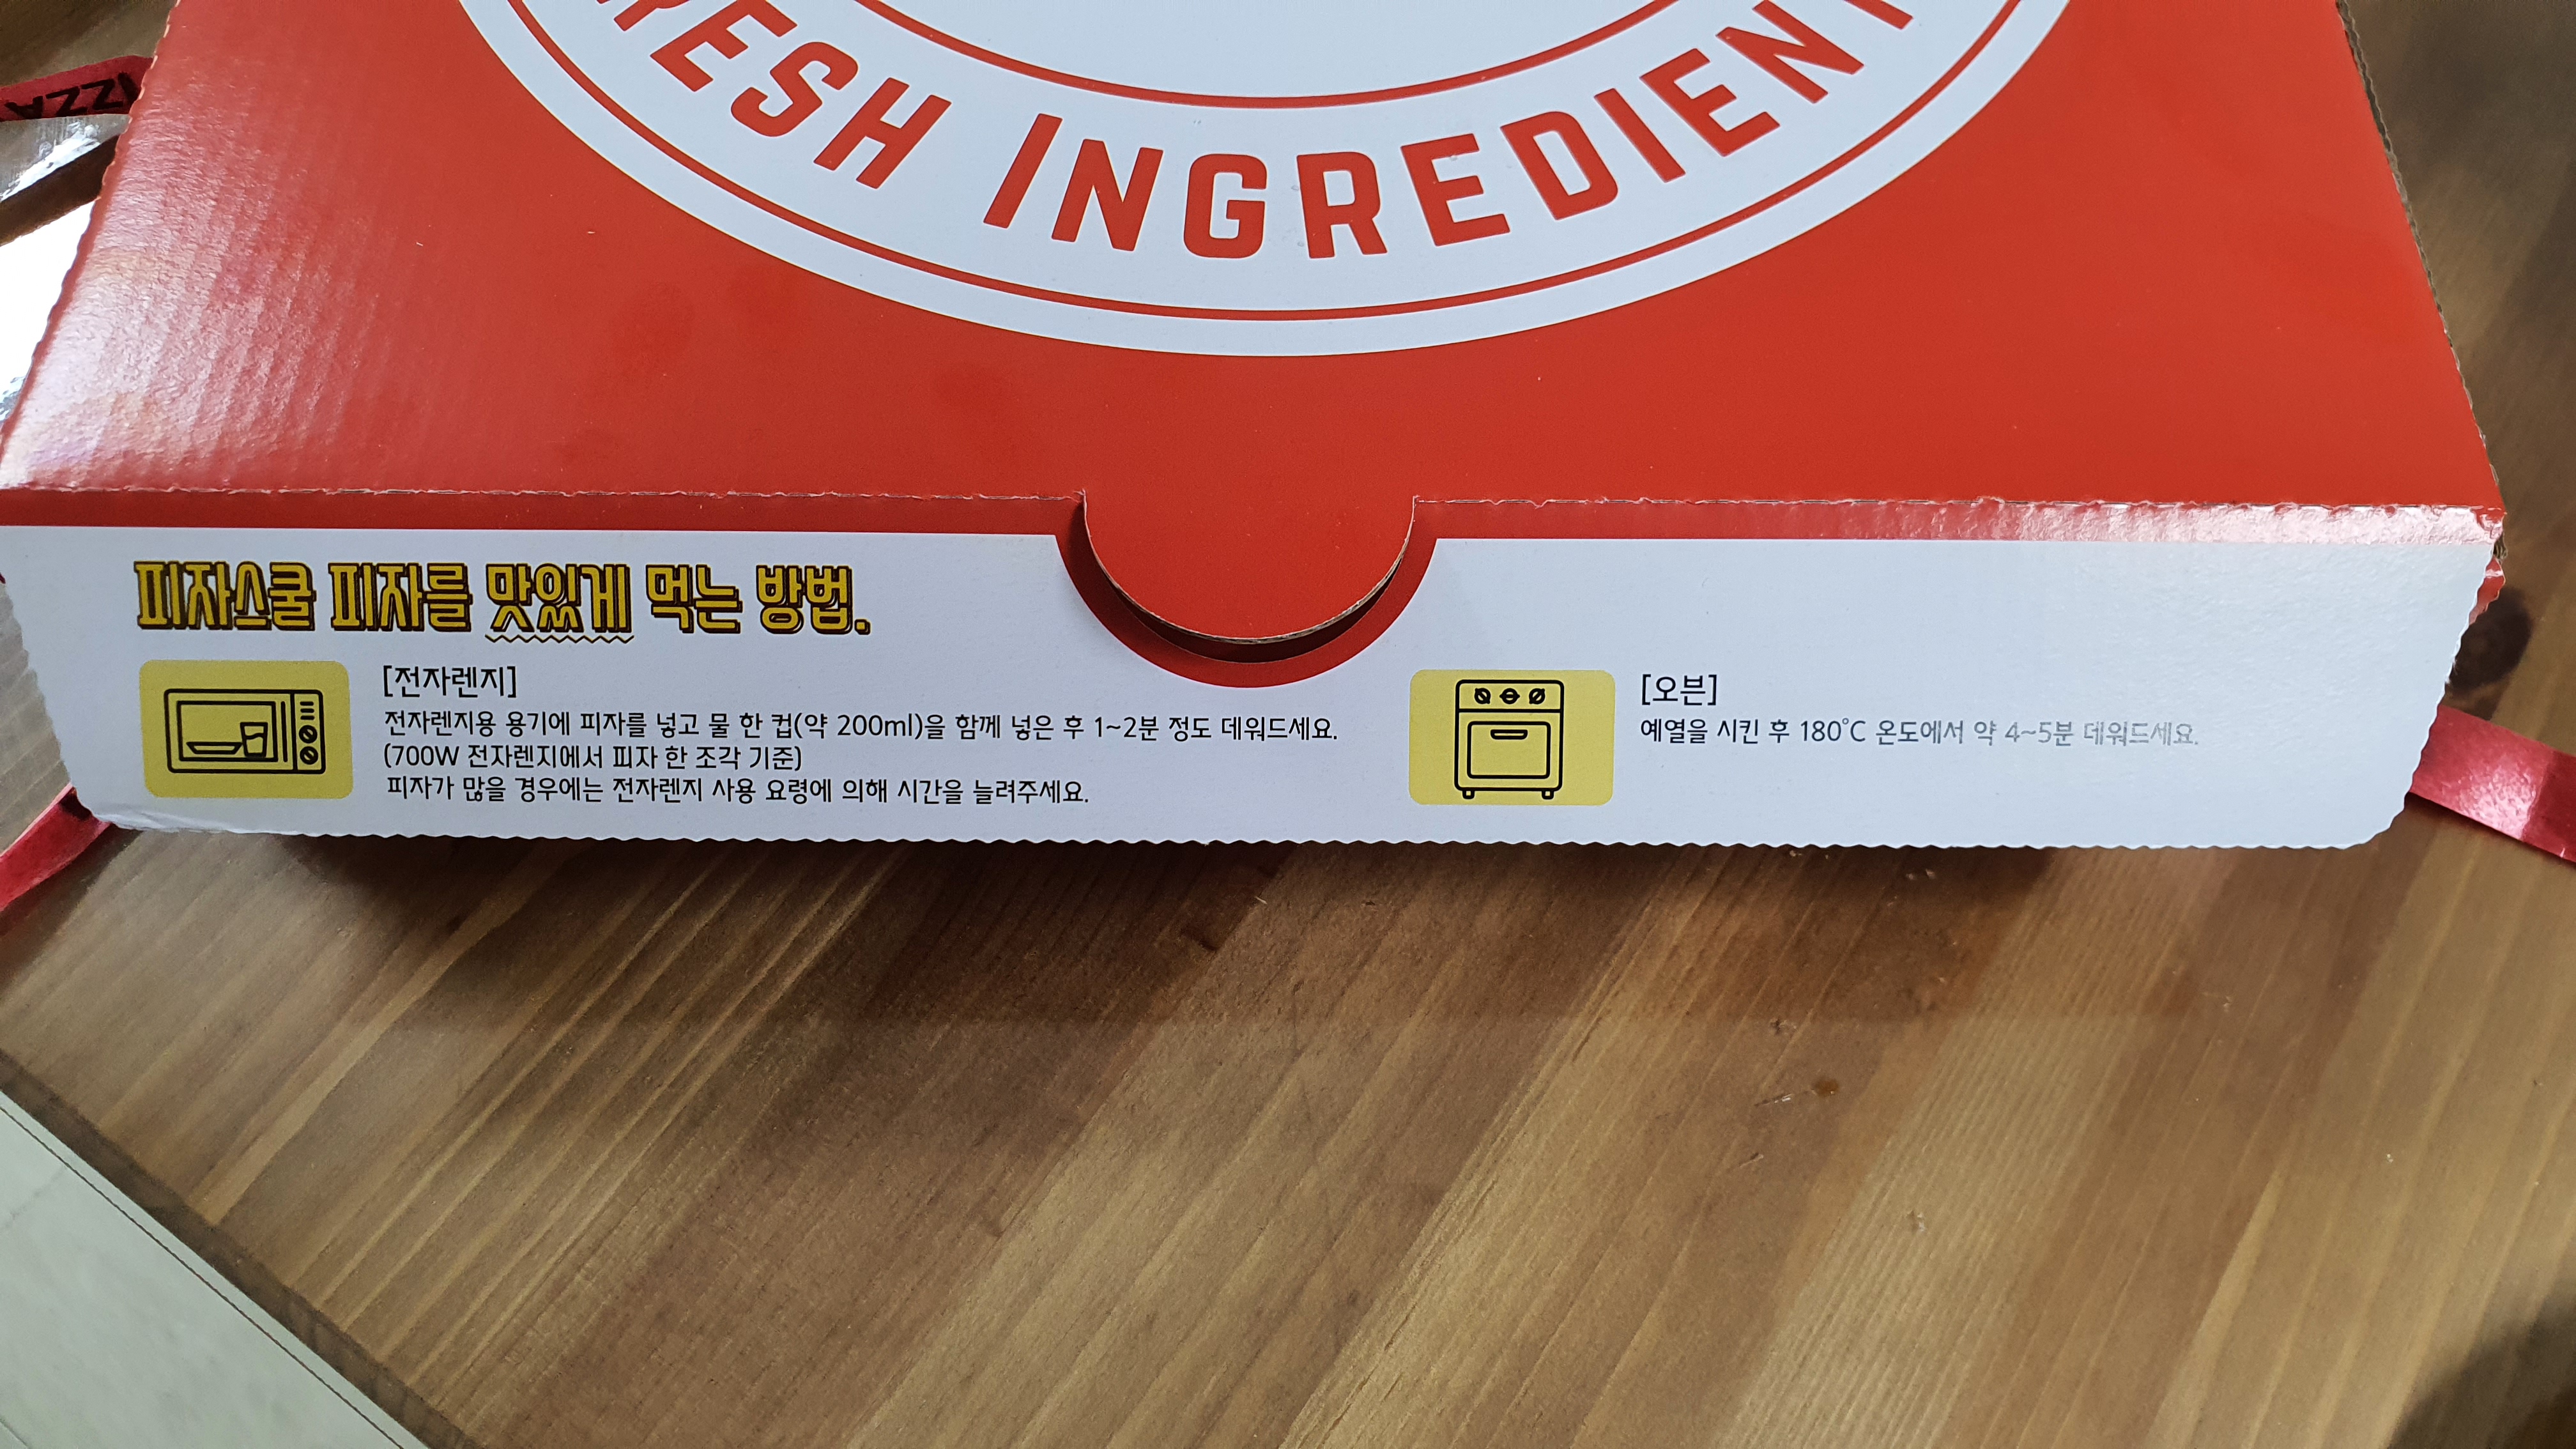 FRESH INGREDIENT
피자스쿨 피자를 맛있게 먹는 방법.
[전자렌지]
전자렌지용 용기에 피자를 넣고 물 한 컵(약 200ml)을 함께 넣은 후 1~2분 정도 데워드세요.
(700W 전자렌지에서 피자 한 조각 기준)
피자가 많을 경우에는 전자렌지 사용 요령에 의해 시간을 늘려주세요.
[오븐]
예열을 시킨 후 180°C 온도에서 약 4~5분 데워드세요.